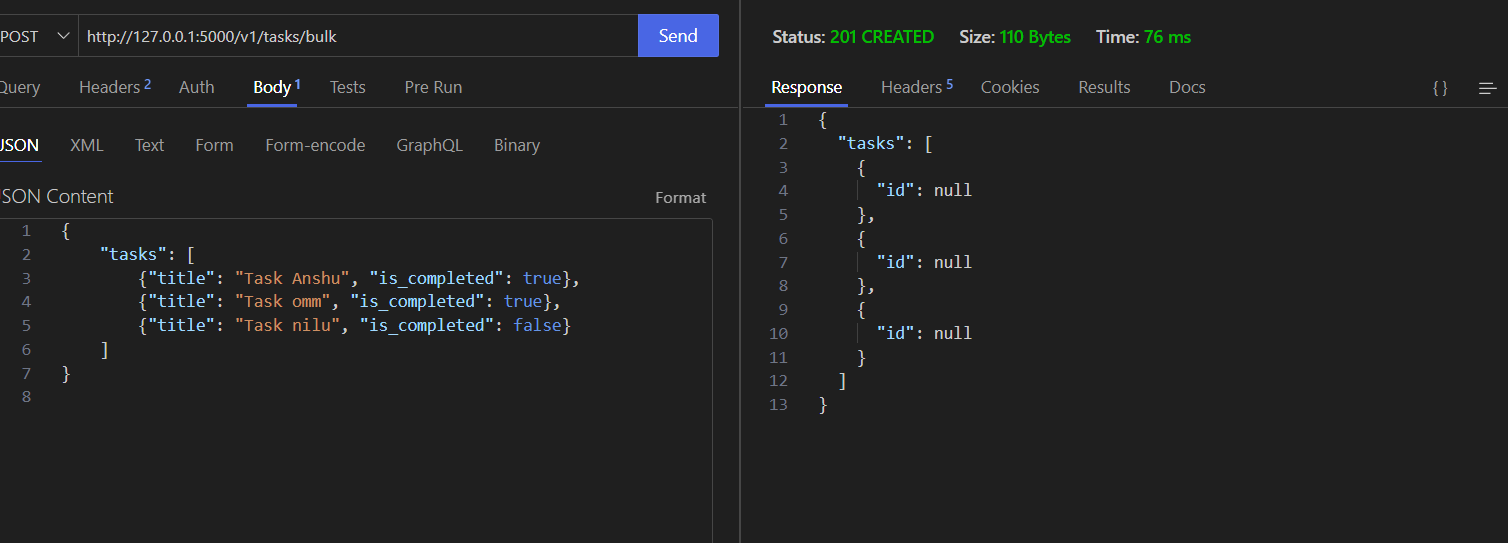 POST http://127.0.0.1:5000/v1/tasks/bulk Send
Query Headers 2 Auth Body 1 Tests Pre Run
JSON XML Text Form Form-encode GraphQL Binary
JSON Content Format
1 {
2 "tasks": [
3 {"title": "Task Anshu", "is_completed": true},
4 {"title": "Task omm", "is_completed": true},
5 {"title": "Task nilu", "is_completed": false}
6 ]
7 }
8
Status: 201 CREATED Size: 110 Bytes Time: 76 ms
Response Headers 5 Cookies Results Docs {}
1 {
2 "tasks": [
3 {
4 "id": null
5 },
6 {
7 "id": null
8 },
9 {
10 "id": null
11 }
12 ]
13 }